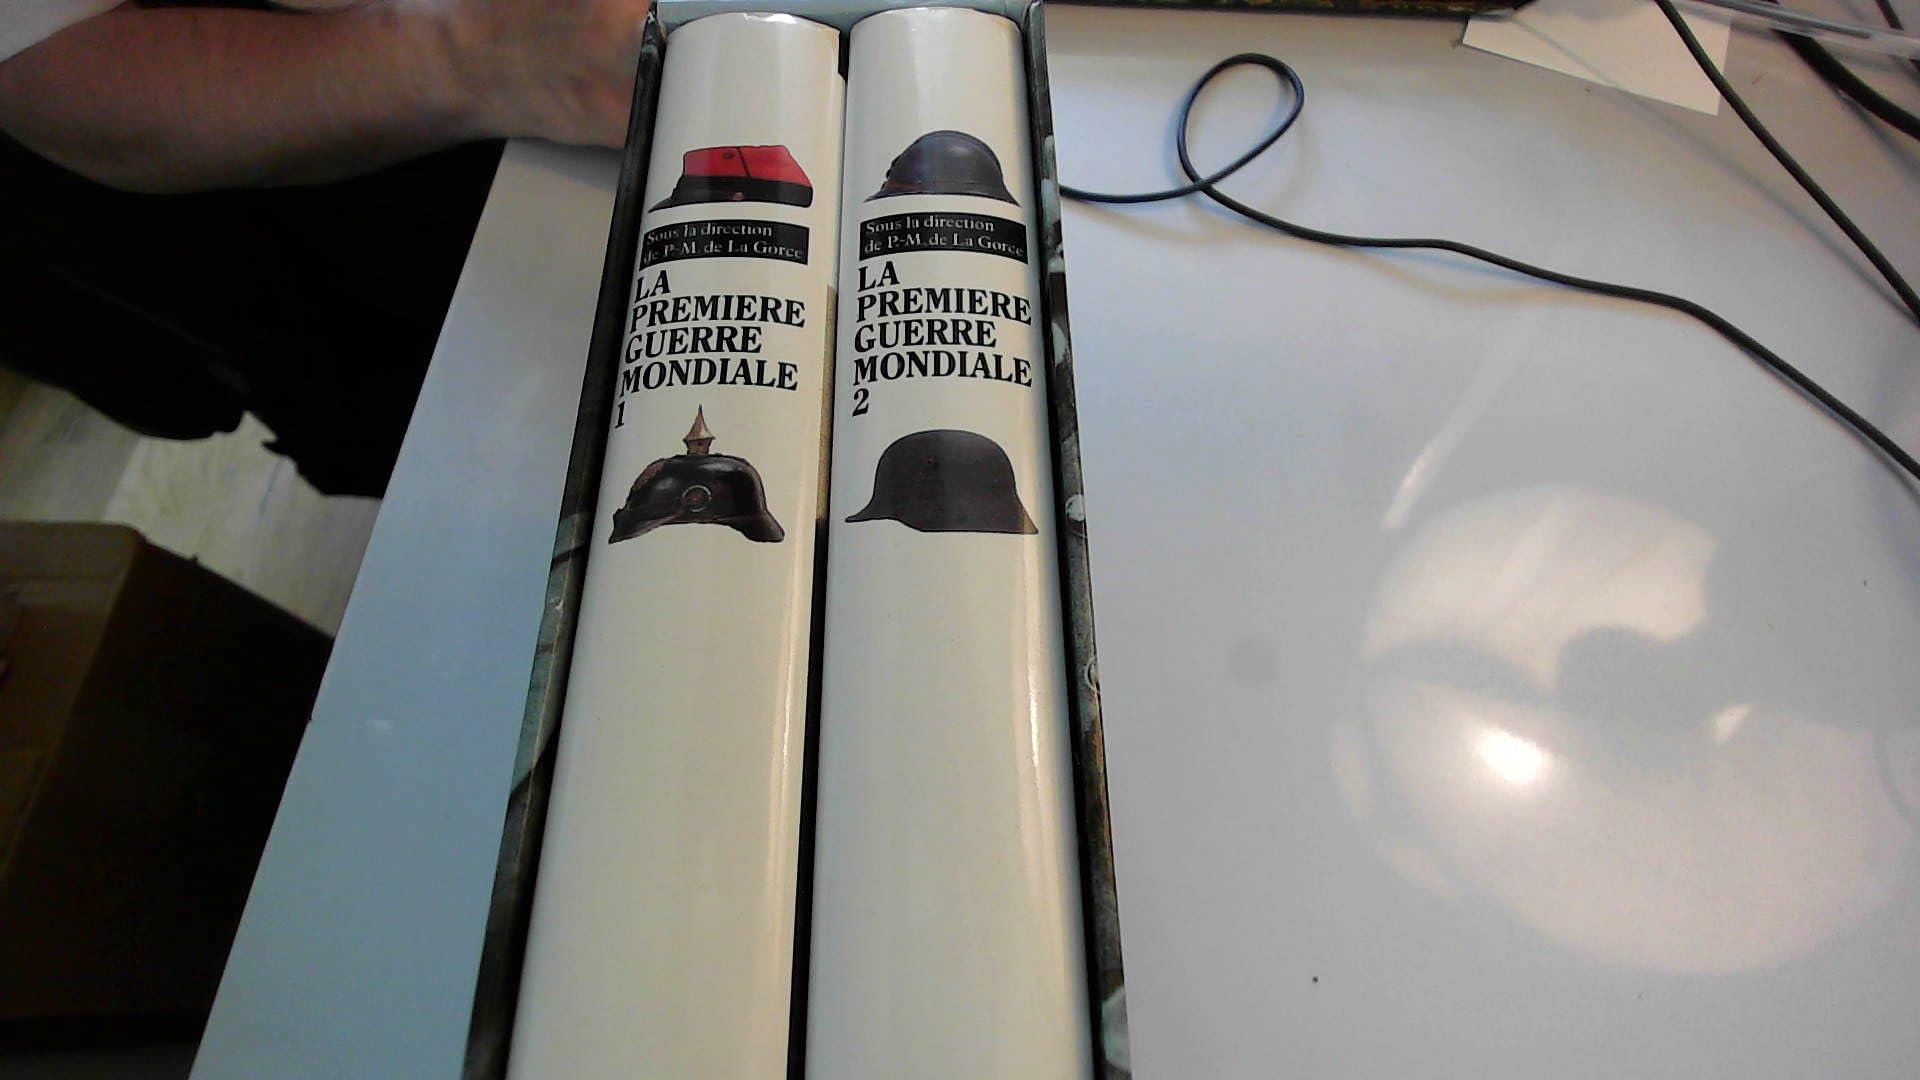 Sous la direction
de P.-M. de La Gorce
LA
PREMIERE
GUERRE
MONDIALE
1
Sous la direction
de P.-M. de La Gorce
LA
PREMIERE
GUERRE
MONDIALE
2